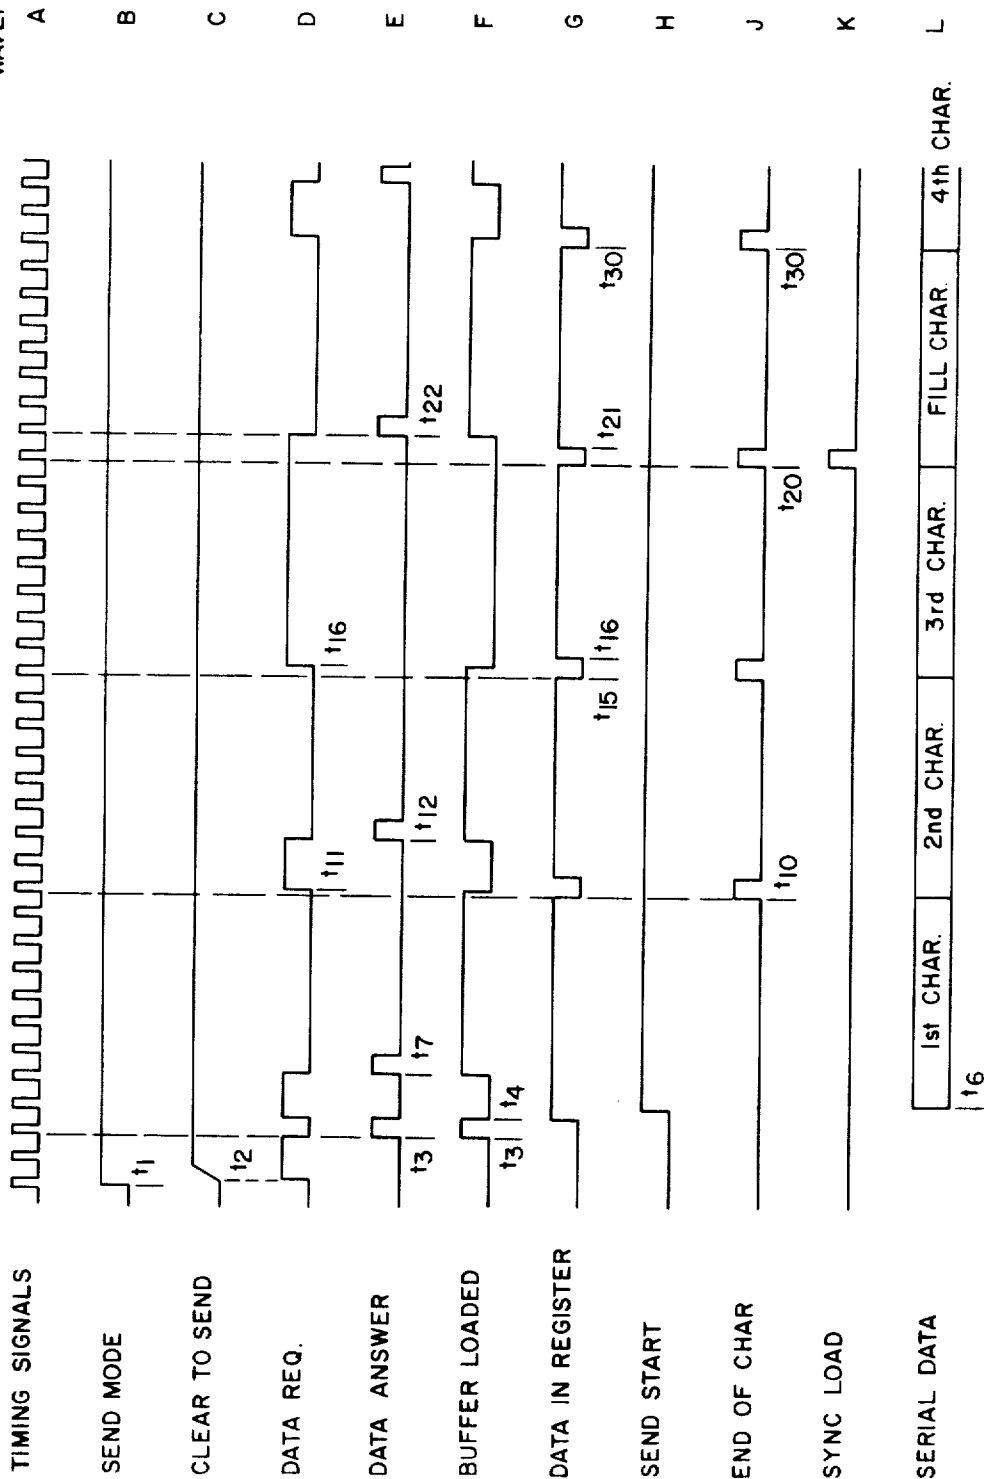 TIMING SIGNALS A
SEND MODE t1 B
CLEAR TO SEND t2 C
DATA REQ. t11 t16 D
DATA ANSWER t3 t7 t12 t22 E
BUFFER LOADED t3 t4 F
DATA IN REGISTER t15 t16 t21 t30 G
SEND START H
END OF CHAR t10 t20 t30 J
SYNC LOAD K
SERIAL DATA 1st CHAR. 2nd CHAR. 3rd CHAR. FILL CHAR. 4th CHAR. L
t6